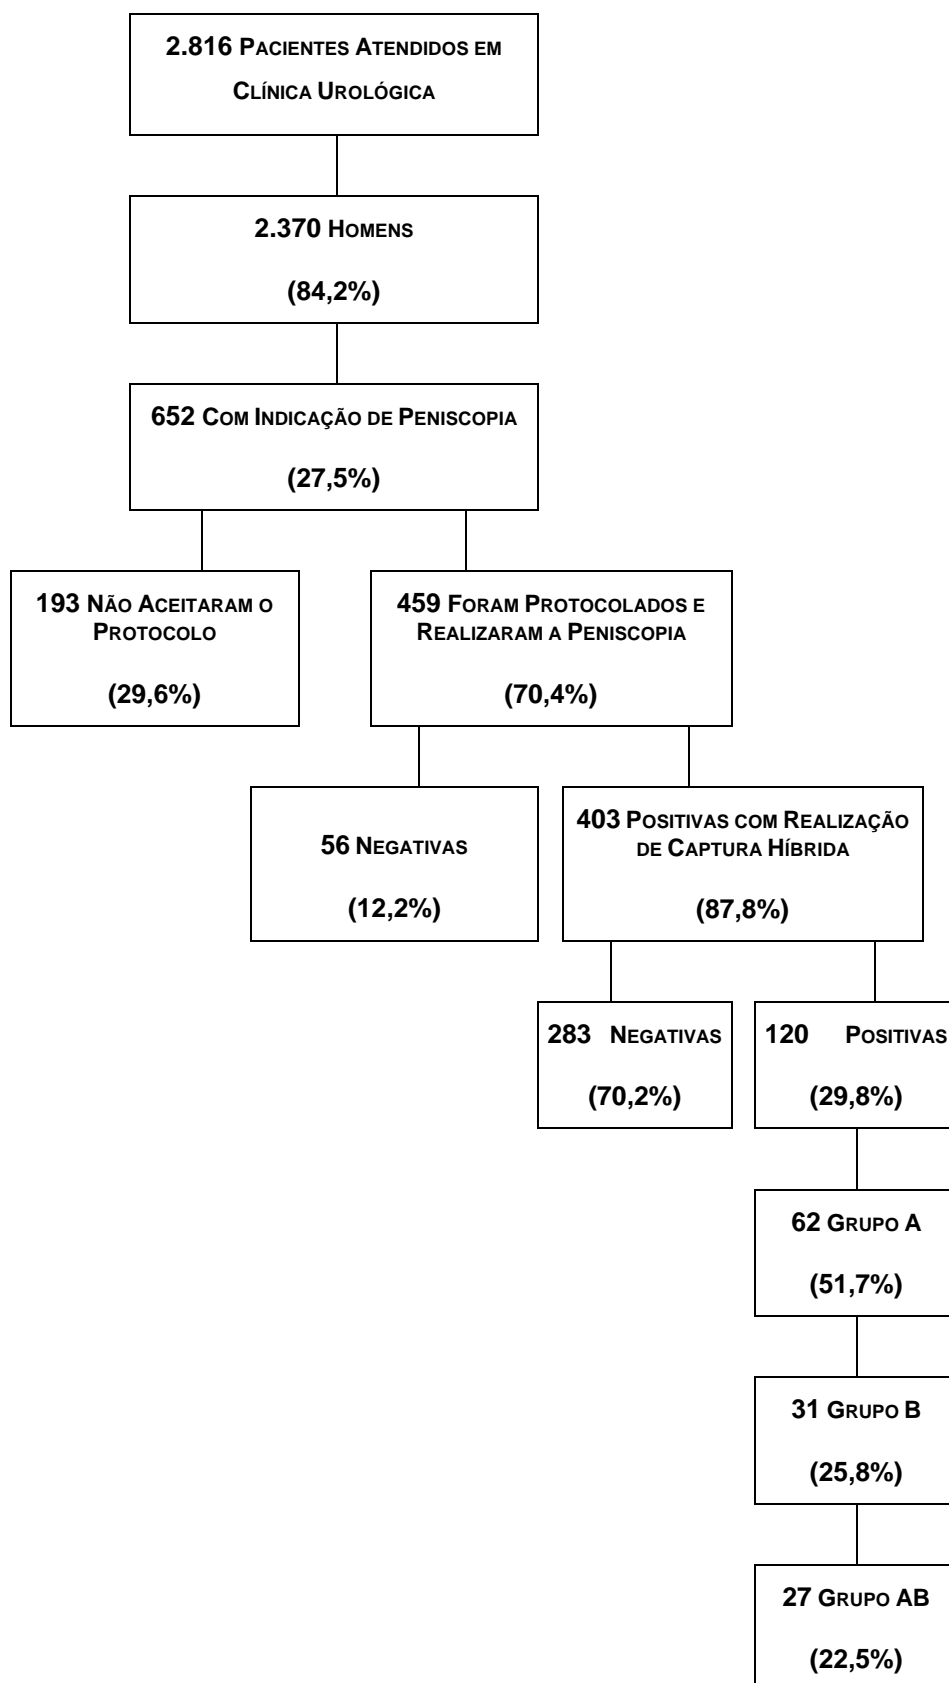 2.816 PACIENTES ATENDIDOS EM
CLÍNICA UROLÓGICA
2.370 HOMENS
(84,2%)
652 COM INDICAÇÃO DE PENISCOPIA
(27,5%)
193 NÃO ACEITARAM O
PROTOCOLO
(29,6%)
459 FORAM PROTOCOLADOS E
REALIZARAM A PENISCOPIA
(70,4%)
56 NEGATIVAS
(12,2%)
403 POSITIVAS COM REALIZAÇÃO
DE CAPTURA HÍBRIDA
(87,8%)
283 NEGATIVAS
(70,2%)
120 POSITIVAS
(29,8%)
62 GRUPO A
(51,7%)
31 GRUPO B
(25,8%)
27 GRUPO AB
(22,5%)